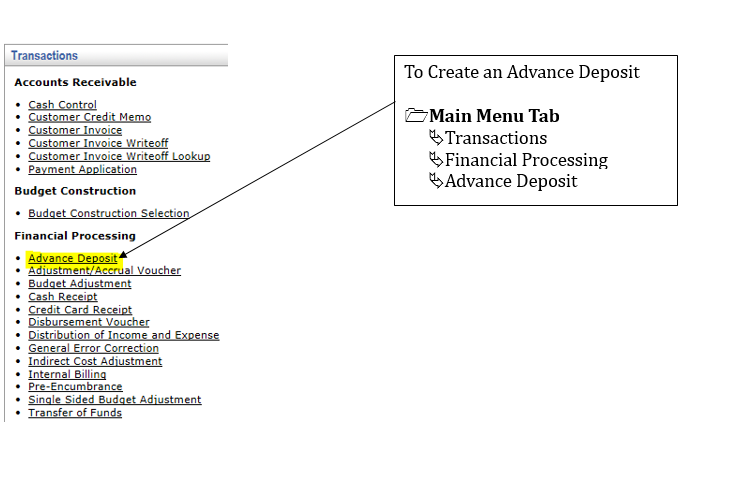 Transactions
Accounts Receivable
Cash Control
Customer Credit Memo
Customer Invoice
Customer Invoice Writeoff
Customer Invoice Writeoff Lookup
Payment Application
Budget Construction
Budget Construction Selection
Financial Processing
Advance Deposit
Adjustment/Accrual Voucher
Budget Adjustment
Cash Receipt
Credit Card Receipt
Disbursement Voucher
Distribution of Income and Expense
General Error Correction
Indirect Cost Adjustment
Internal Billing
Pre-Encumbrance
Single Sided Budget Adjustment
Transfer of Funds
To Create an Advance Deposit
Main Menu Tab
Transactions
Financial Processing
Advance Deposit